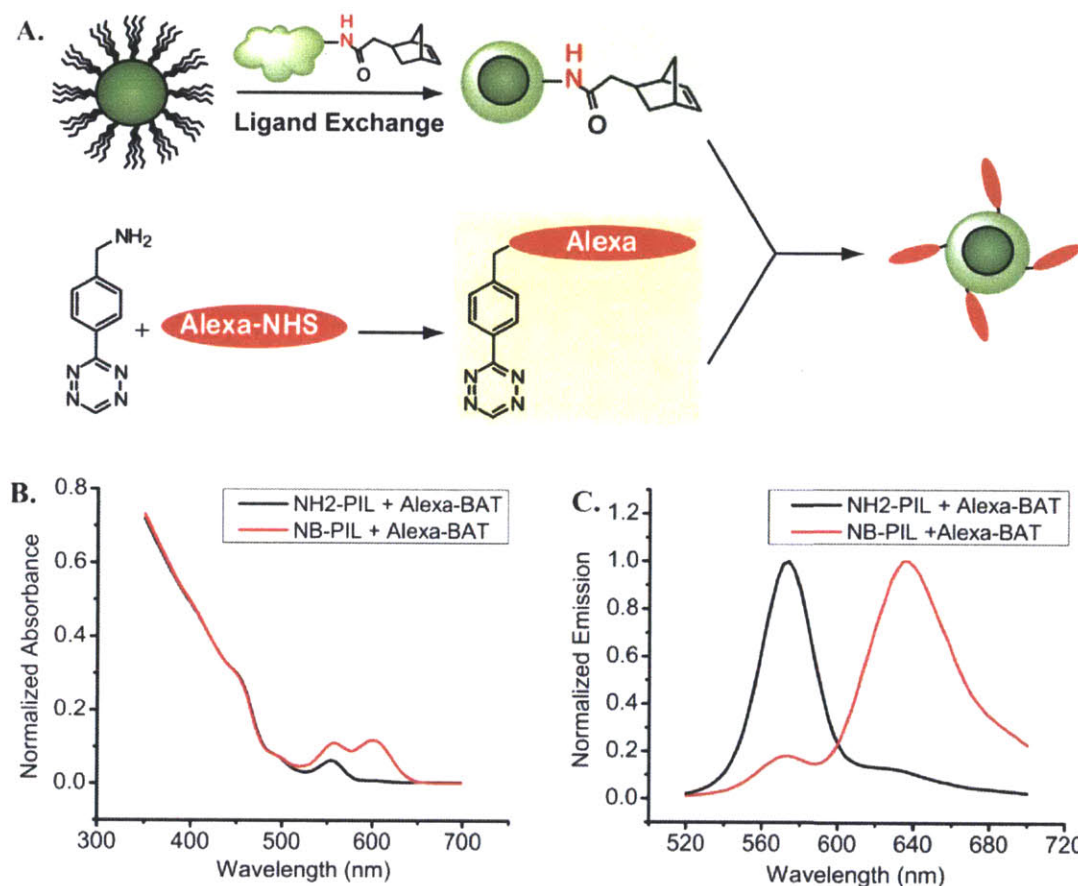 A.
H
N
O
Ligand Exchange
H
N
O
NH2
+
Alexa-NHS
N
N
N
N
Alexa
N
N
N
N
B.
NH2-PIL + Alexa-BAT
NB-PIL + Alexa-BAT
Normalized Absorbance
0.8
0.6
0.4
0.2
0.0
300
400
500
600
700
Wavelength (nm)
C.
NH2-PIL + Alexa-BAT
NB-PIL +Alexa-BAT
Normalized Emission
1.2
1.0
0.8
0.6
0.4
0.2
0.0
520
560
600
640
680
720
Wavelength (nm)